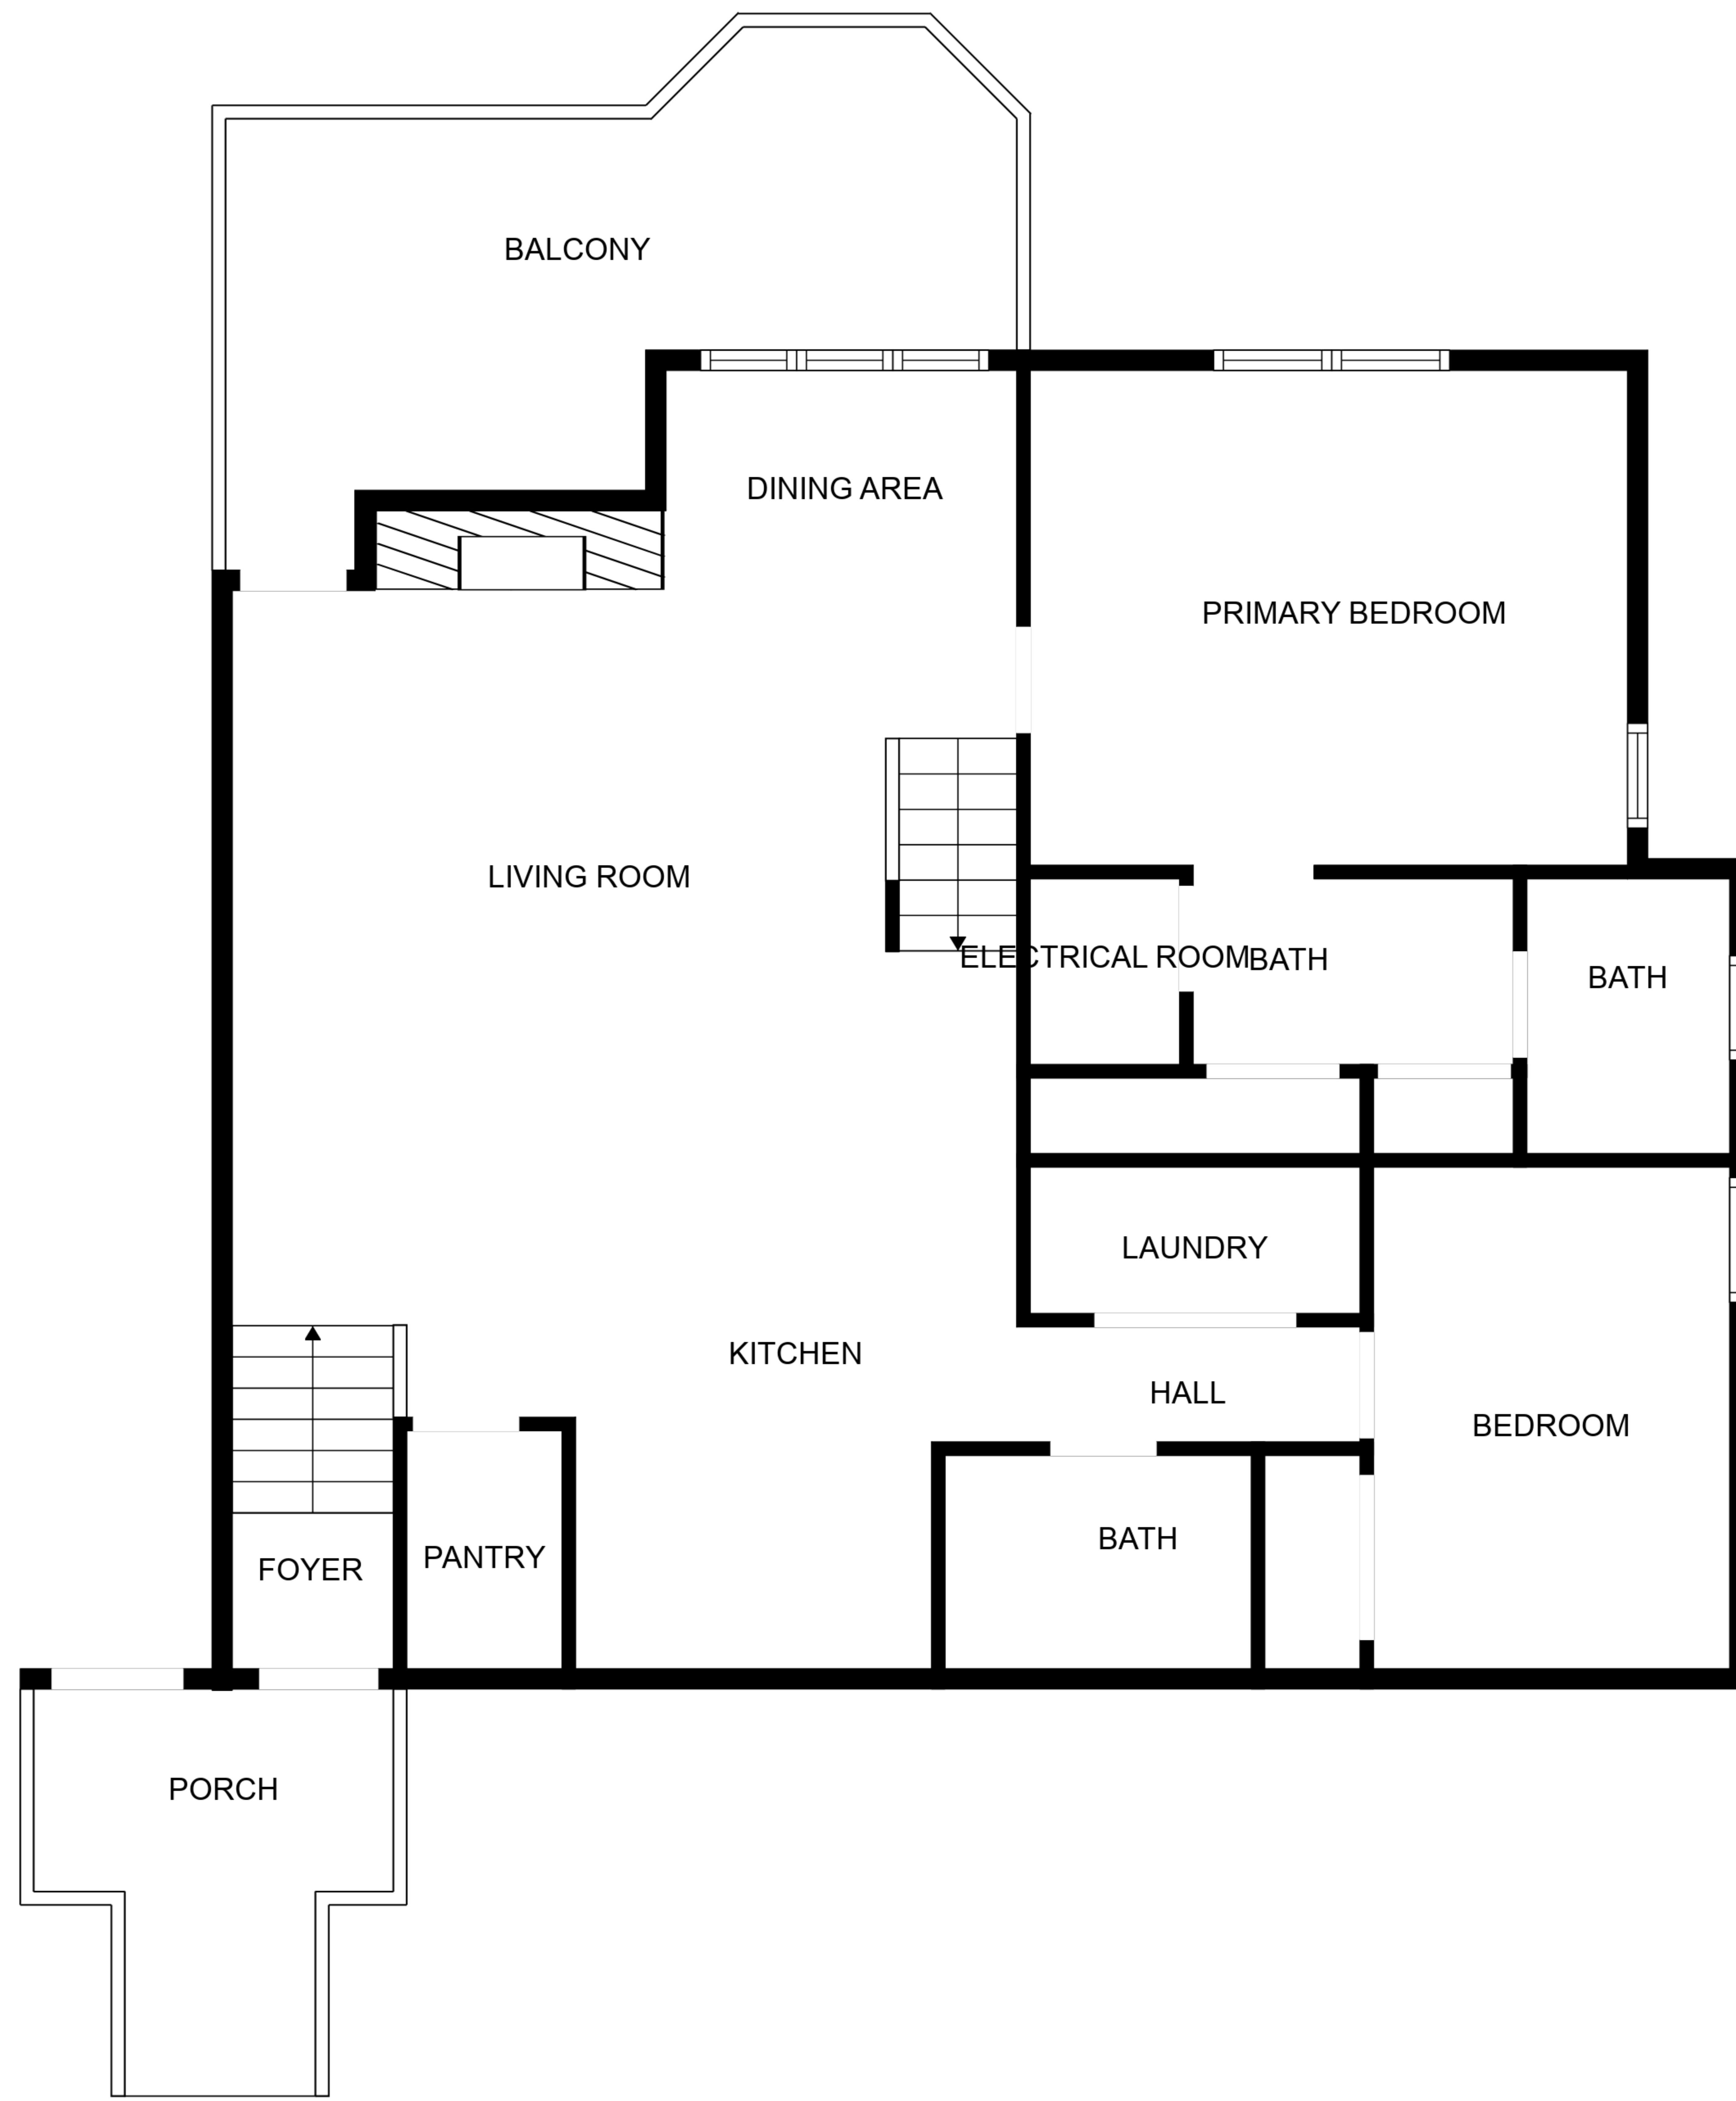 BALCONY
DINING AREA
PRIMARY BEDROOM
LIVING ROOM
ELECTRICAL ROOM
BATH
BATH
LAUNDRY
KITCHEN
HALL
BEDROOM
BATH
PANTRY
FOYER
PORCH